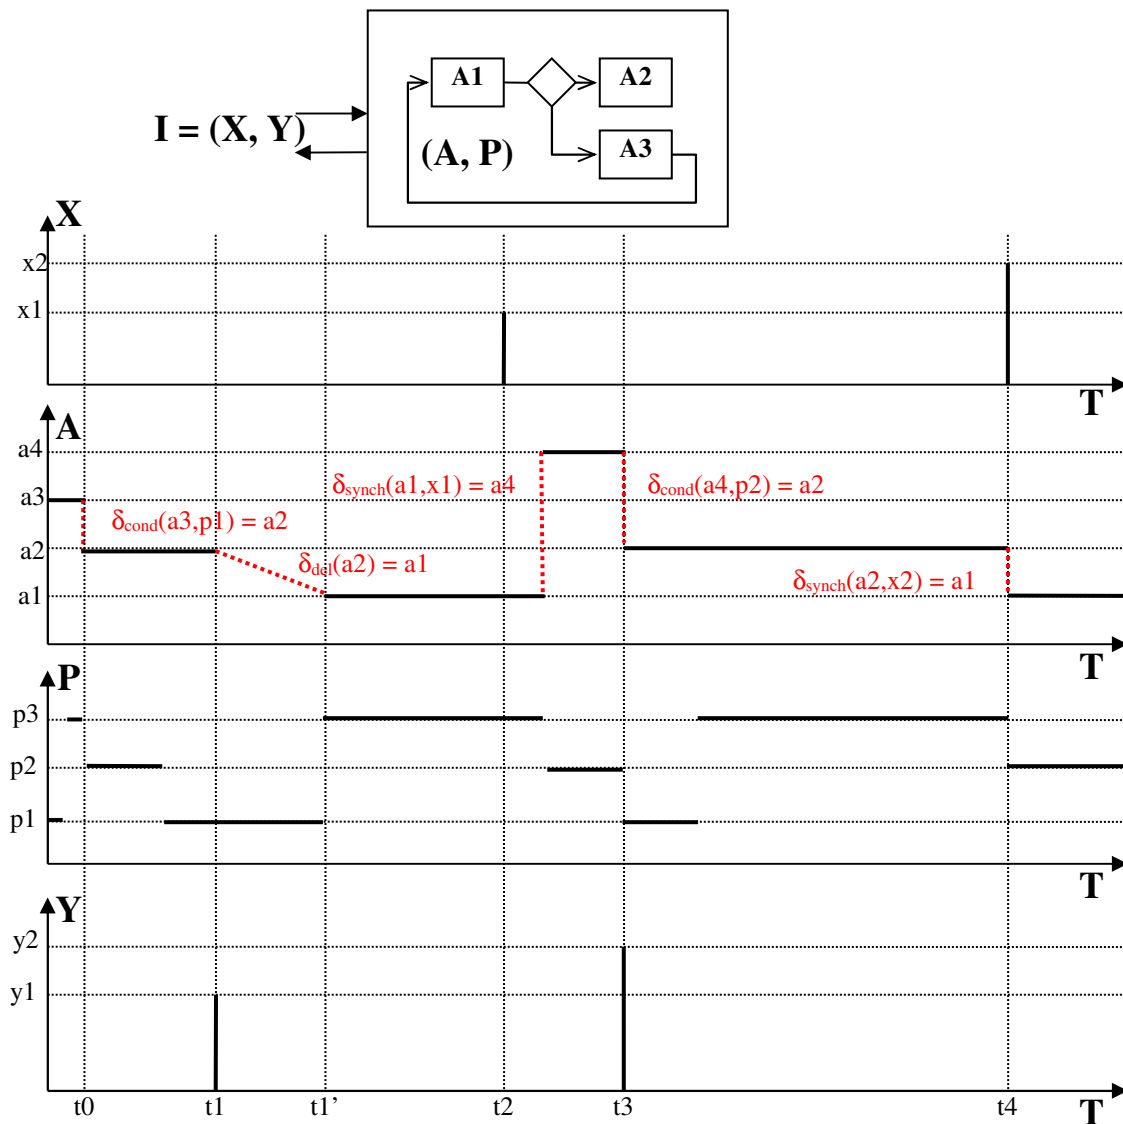 A1 A2
I = (X, Y)
(A, P) A3
X
x2
x1
T
A
a4
δsynch(a1,x1) = a4 δcond(a4,p2) = a2
a3
δcond(a3,p1) = a2
a2
δdel(a2) = a1
δsynch(a2,x2) = a1
a1
T
P
p3
p2
p1
T
Y
y2
y1
t0 t1 t1’ t2 t3 t4 T